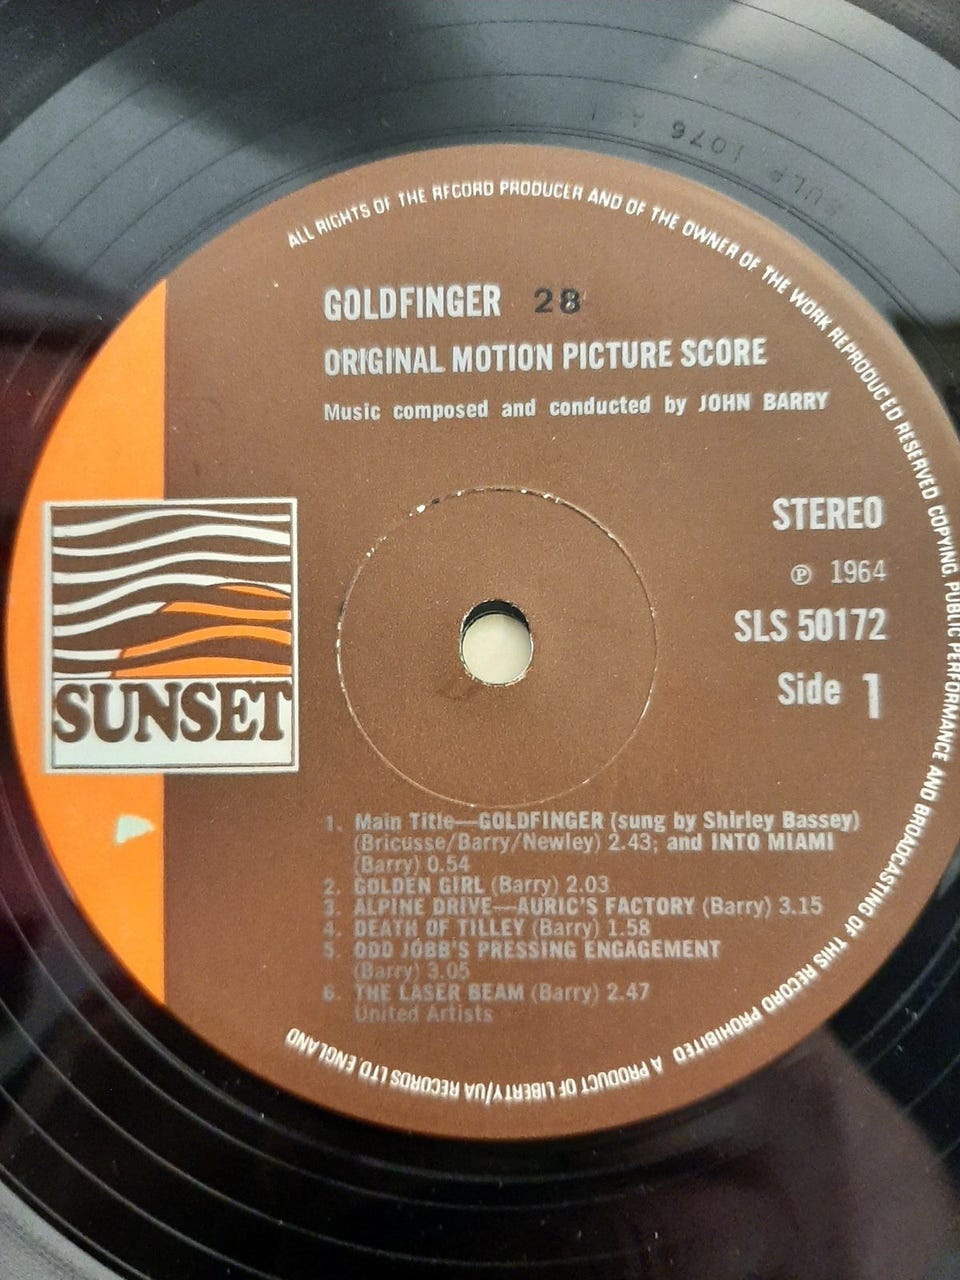 ALL RIGHTS OF THE RECORD PRODUCER AND OF THE OWNER OF THE WORK REPRODUCED RESERVED COPYING, PUBLIC PERFORMANCE AND BROADCASTING OF THIS RECORD PROHIBITED A PRODUCT OF LIBERTY/UA RECORDS LTD. ENGLAND
GOLDFINGER 28
ORIGINAL MOTION PICTURE SCORE
Music composed and conducted by JOHN BARRY
STEREO
℗ 1964
SLS 50172
Side 1
SUNSET
1. Main Title—GOLDFINGER (sung by Shirley Bassey)
(Bricusse/Barry/Newley) 2.43; and INTO MIAMI
(Barry) 0.54
2. GOLDEN GIRL (Barry) 2.03
3. ALPINE DRIVE—AURIC'S FACTORY (Barry) 3.15
4. DEATH OF TILLEY (Barry) 1.58
5. ODD JOBB'S PRESSING ENGAGEMENT
(Barry) 3.05
6. THE LASER BEAM (Barry) 2.47
United Artists
ULP 1076 A